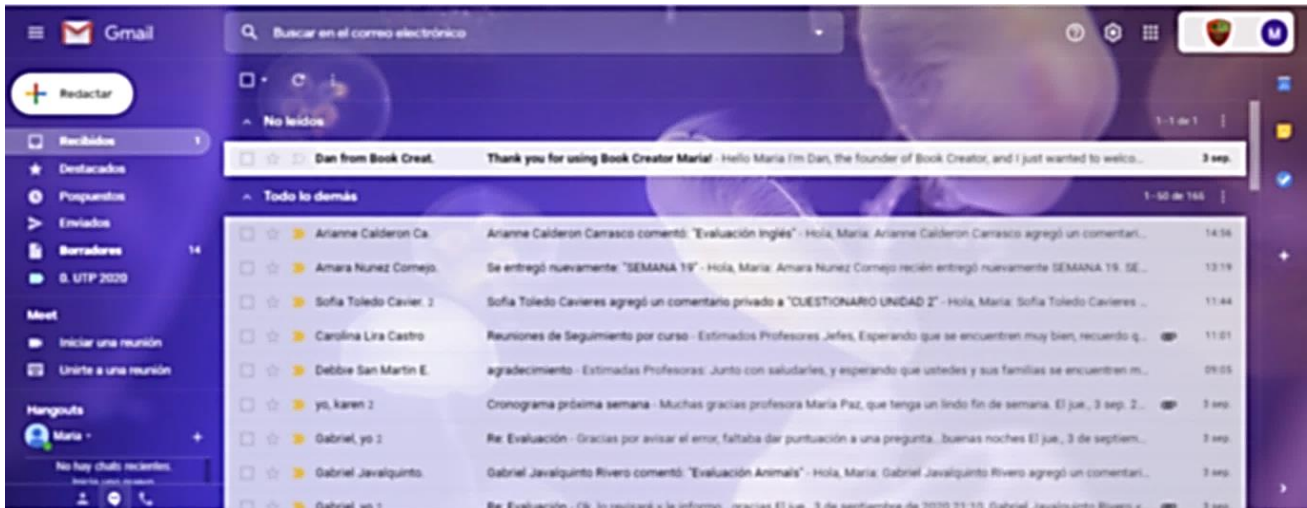 Gmail
Buscar en el correo electrónico
M
Redactar
Recibidos 1
Destacados
Pospuestos
Enviados
Borradores 14
0. UTP 2020
Meet
Iniciar una reunión
Unirte a una reunión
Hangouts
Maria
No hay chats recientes.
No leídos 1-1 de 1
Dan from Book Creat. Thank you for using Book Creator Maria! - Hello Maria I'm Dan, the founder of Book Creator, and I just wanted to welco... 3 sep.
Todo lo demás 1-50 de 165
Arianne Calderon Ca. Arianne Calderon Carrasco comentó: "Evaluación Inglés" - Hola, Maria: Arianne Calderon Carrasco agregó un comentari... 14:56
Amara Nunez Cornejo. Se entregó nuevamente: "SEMANA 19" - Hola, Maria: Amara Nunez Cornejo recién entregó nuevamente SEMANA 19. SE... 13:19
Sofia Toledo Cavier. 2 Sofia Toledo Cavieres agregó un comentario privado a "CUESTIONARIO UNIDAD 2" - Hola, Maria: Sofia Toledo Cavieres ... 11:44
Carolina Lira Castro Reuniones de Seguimiento por curso - Estimados Profesores Jefes, Esperando que se encuentren muy bien, recuerdo q... 11:01
Debbie San Martin E. agradecimiento - Estimadas Profesoras: Junto con saludarles, y esperando que ustedes y sus familias se encuentren m... 09:05
yo, karen 2 Cronograma próxima semana - Muchas gracias profesora María Paz, que tenga un lindo fin de semana. El jue., 3 sep. 2... 3 sep.
Gabriel, yo 2 Re: Evaluación - Gracias por avisar el error, faltaba dar puntuación a una pregunta...buenas noches El jue., 3 de septiem... 3 sep.
Gabriel Javalquinto. Gabriel Javalquinto Rivero comentó: "Evaluación Animals" - Hola, Maria: Gabriel Javalquinto Rivero agregó un comentari... 3 sep.